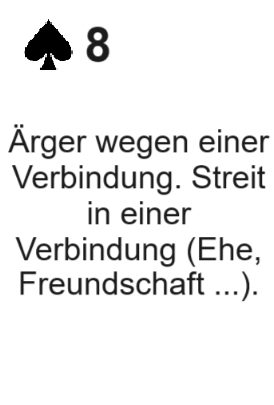 8
Ärger wegen einer
Verbindung. Streit
in einer
Verbindung (Ehe,
Freundschaft ...).